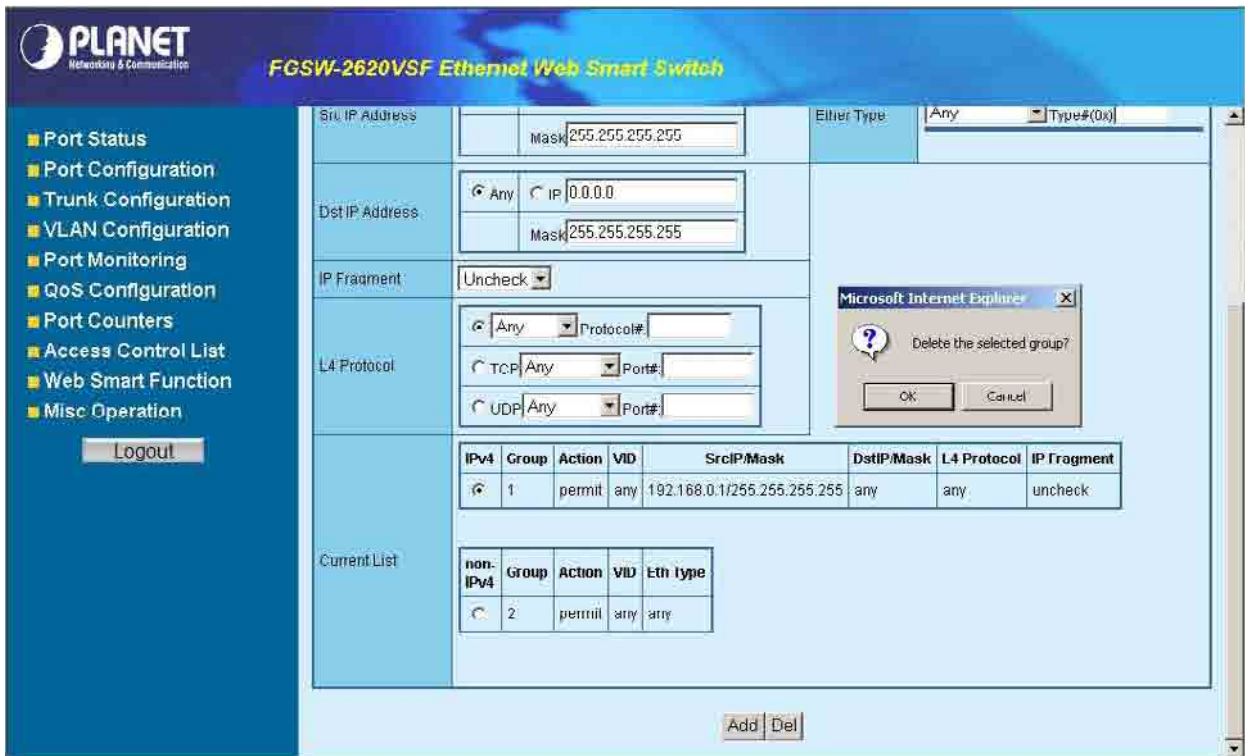 PLANET
Networking & Communication
FGSW-2620VSF Ethernet Web Smart Switch
Port Status
Port Configuration
Trunk Configuration
VLAN Configuration
Port Monitoring
QoS Configuration
Port Counters
Access Control List
Web Smart Function
Misc Operation
Logout
Src IP Address
Mask 255.255.255.255
Ether Type Any Type#(0x)
Dst IP Address
Any IP 0.0.0.0
Mask 255.255.255.255
IP Fragment Uncheck
L4 Protocol
Any Protocol#:
TCP Any Port#:
UDP Any Port#:
Microsoft Internet Explorer
Delete the selected group?
OK Cancel
Current List
IPv4 Group Action VID SrcIP/Mask DstIP/Mask L4 Protocol IP Fragment
1 permit any 192.168.0.1/255.255.255.255 any any uncheck
non-IPv4 Group Action VID Eth Type
2 permit any any
Add Del